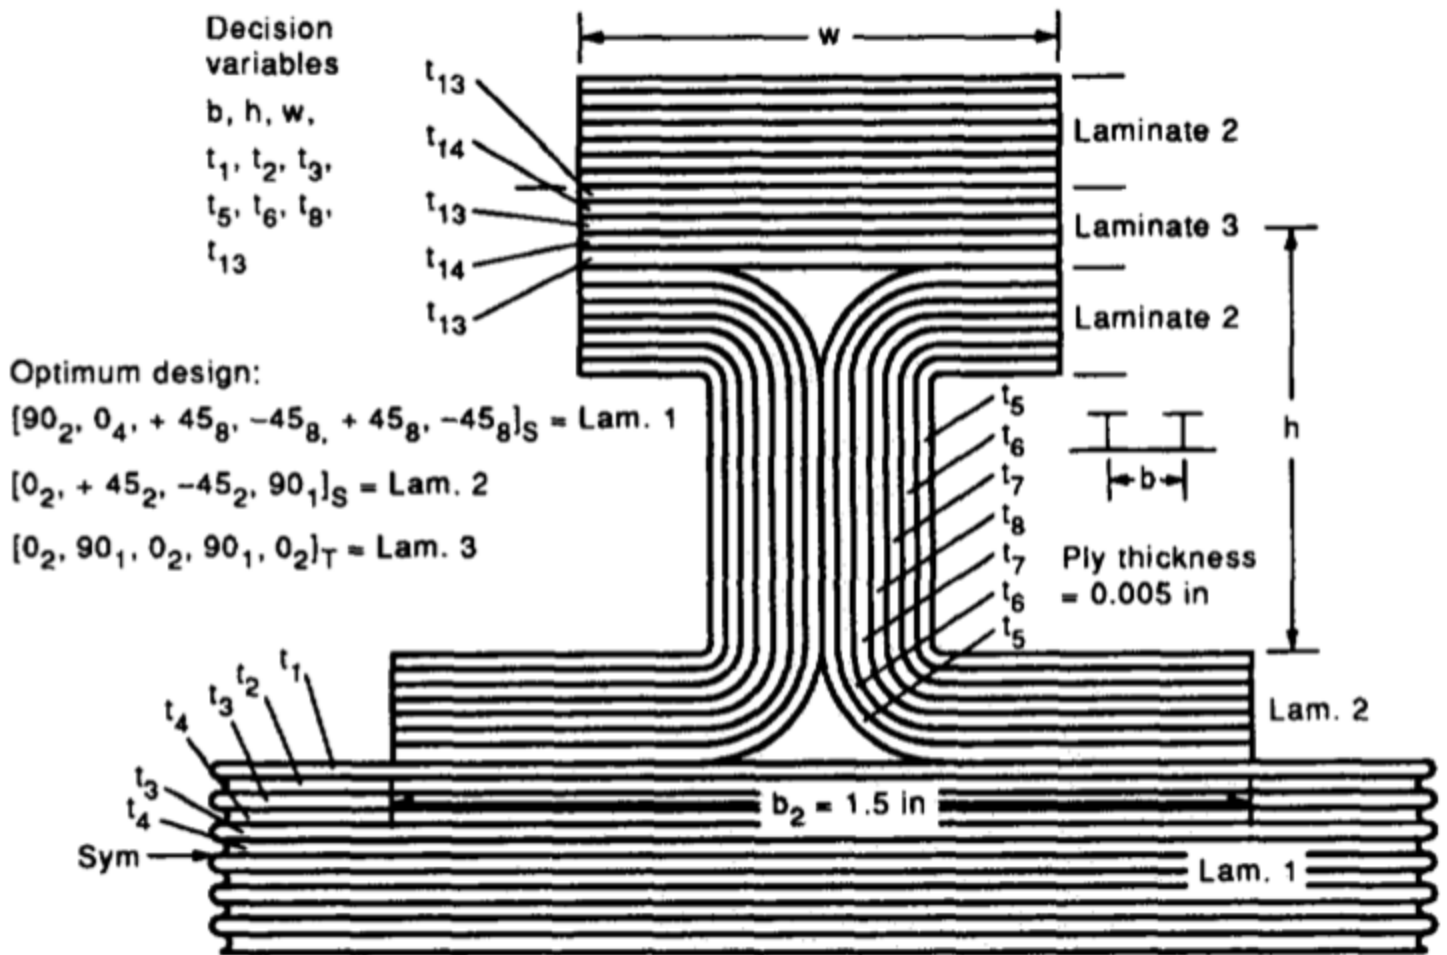 Decision
variables
b, h, w,
t1, t2, t3,
t5, t6, t8,
t13
w
t13
t14
t13
t14
t13
Laminate 2
Laminate 3
Laminate 2
Optimum design:
[90₂, 0₄, + 45₈, −45₈, + 45₈, −45₈]S = Lam. 1
[0₂, + 45₂, −45₂, 90₁]S = Lam. 2
[0₂, 90₁, 0₂, 90₁, 0₂]T = Lam. 3
t5
t6
t7
t8
t7
t6
t5
b
h
Ply thickness
= 0.005 in
t1
t2
t3
t4
t3
t4
Sym
Lam. 2
b₂ = 1.5 in
Lam. 1